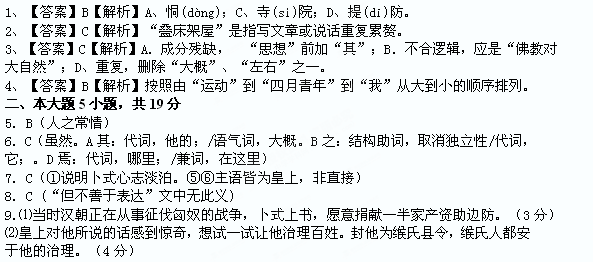 1、【答案】B【解析】A、恫(dòng)；C、寺(sì)院；D、提(dī)防。
2、【答案】C【解析】“叠床架屋”是指写文章或说话重复累赘。
3、【答案】C【解析】A．成分残缺， “思想”前加“其”；B．不合逻辑，应是“佛教对
大自然”；D、重复，删除“大概”、“左右”之一。
4、【答案】B【解析】按照由“运动”到“四月青年”到“我”从大到小的顺序排列。
二、本大题5小题，共19分
5．B（人之常情）
6．C（虽然。A其：代词，他的；/语气词，大概。B之：结构助词，取消独立性/代词，
它；。D焉：代词，哪里；/兼词，在这里）
7．C（①说明卜式心志淡泊。⑤⑥主语皆为皇上，非直接）
8．C（“但不善于表达”文中无此义）
9.⑴当时汉朝正在从事征伐匈奴的战争，卜式上书，愿意捐献一半家产资助边防。（3分）
⑵皇上对他所说的话感到惊奇，想试一试让他治理百姓。封他为缑氏县令，缑氏人都安
于他的治理。（4分）